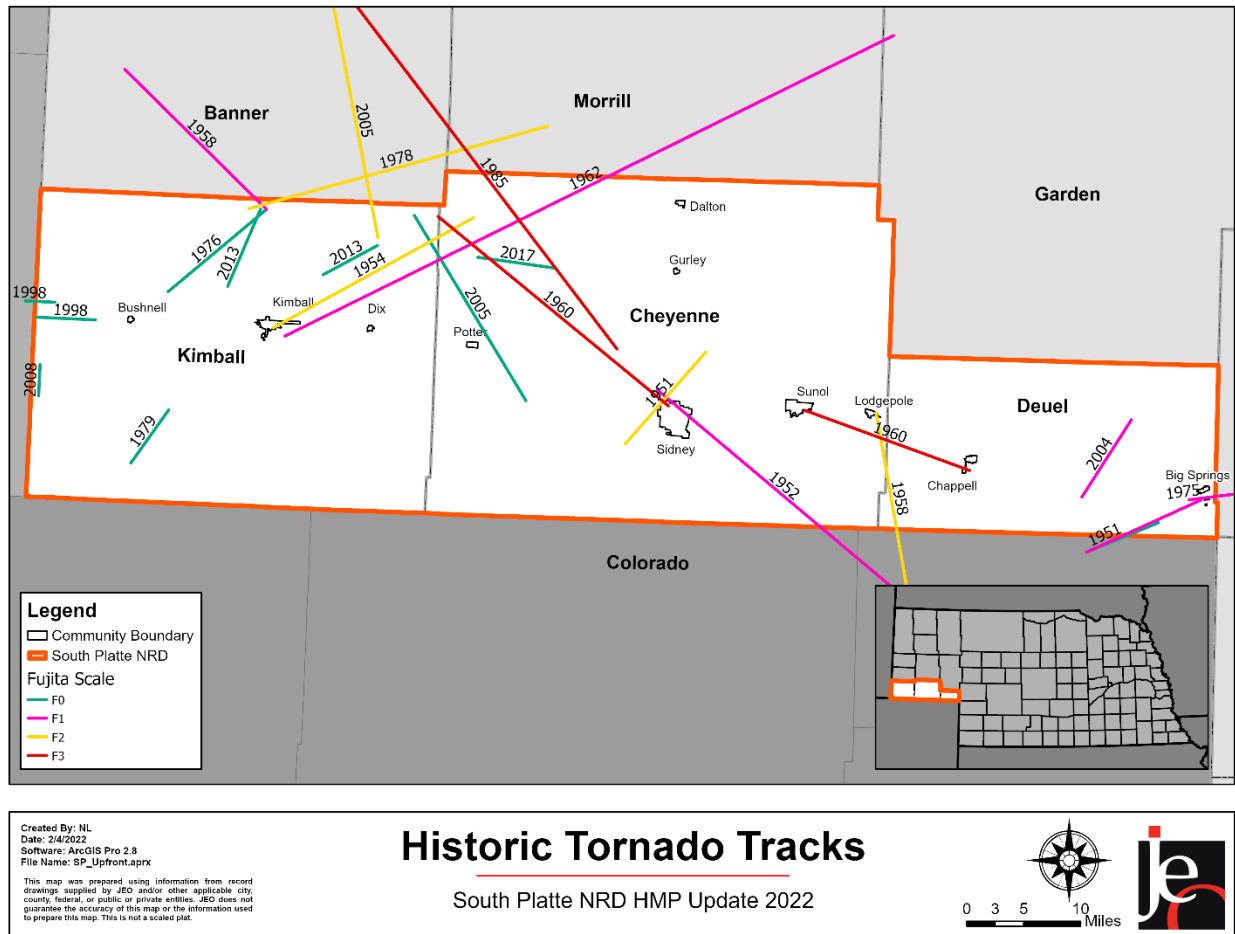 Banner
Morrill
Garden
1958
2005
1978
1985
1962
Dalton
Gurley
1976
2013
2013
1954
2017
1998
1998
Bushnell
Kimball
Dix
Kimball
2005
Potter
1960
Cheyenne
2008
1979
1951
Sidney
Sunol
Lodgepole
1960
Deuel
Chappell
2004
Big Springs
1975
1952
1958
1951
Colorado
Legend
Community Boundary
South Platte NRD
Fujita Scale
F0
F1
F2
F3
Created By: NL
Date: 2/4/2022
Software: ArcGIS Pro 2.8
File Name: SP_Upfront.aprx
This map was prepared using information from record
drawings supplied by JEO and/or other applicable city,
county, federal, or public or private entities. JEO does not
guarantee the accuracy of this map or the information used
to prepare this map. This is not a scaled plat.
Historic Tornado Tracks
South Platte NRD HMP Update 2022
0 3 5 10
Miles
jeo